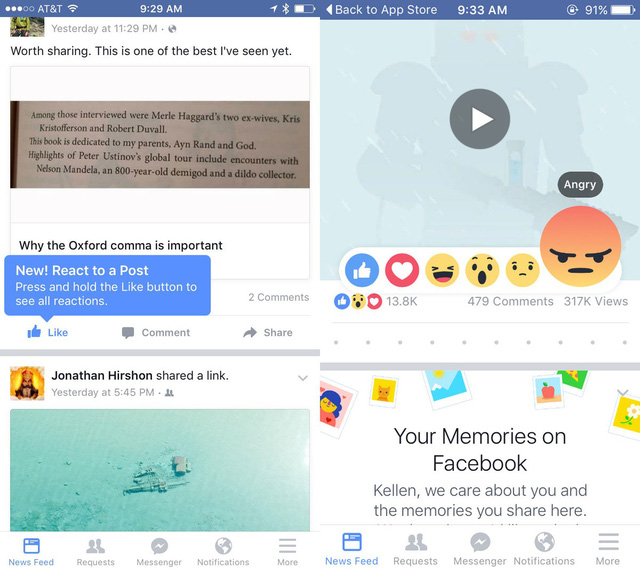 AT&T 9:29 AM
Yesterday at 11:29 PM ·
Worth sharing. This is one of the best I've seen yet.
Among those interviewed were Merle Haggard's two ex-wives, Kris
Kristofferson and Robert Duvall.
This book is dedicated to my parents, Ayn Rand and God.
Highlights of Peter Ustinov's global tour include encounters with
Nelson Mandela, an 800-year-old demigod and a dildo collector.
Why the Oxford comma is important
New! React to a Post
Press and hold the Like button to
see all reactions.
2 Comments
Like Comment Share
Jonathan Hirshon shared a link.
Yesterday at 5:45 PM ·
News Feed Requests Messenger Notifications More
Back to App Store 9:33 AM 91%
Angry
13.8K 479 Comments 317K Views
Your Memories on
Facebook
Kellen, we care about you and
the memories you share here.
News Feed Requests Messenger Notifications More